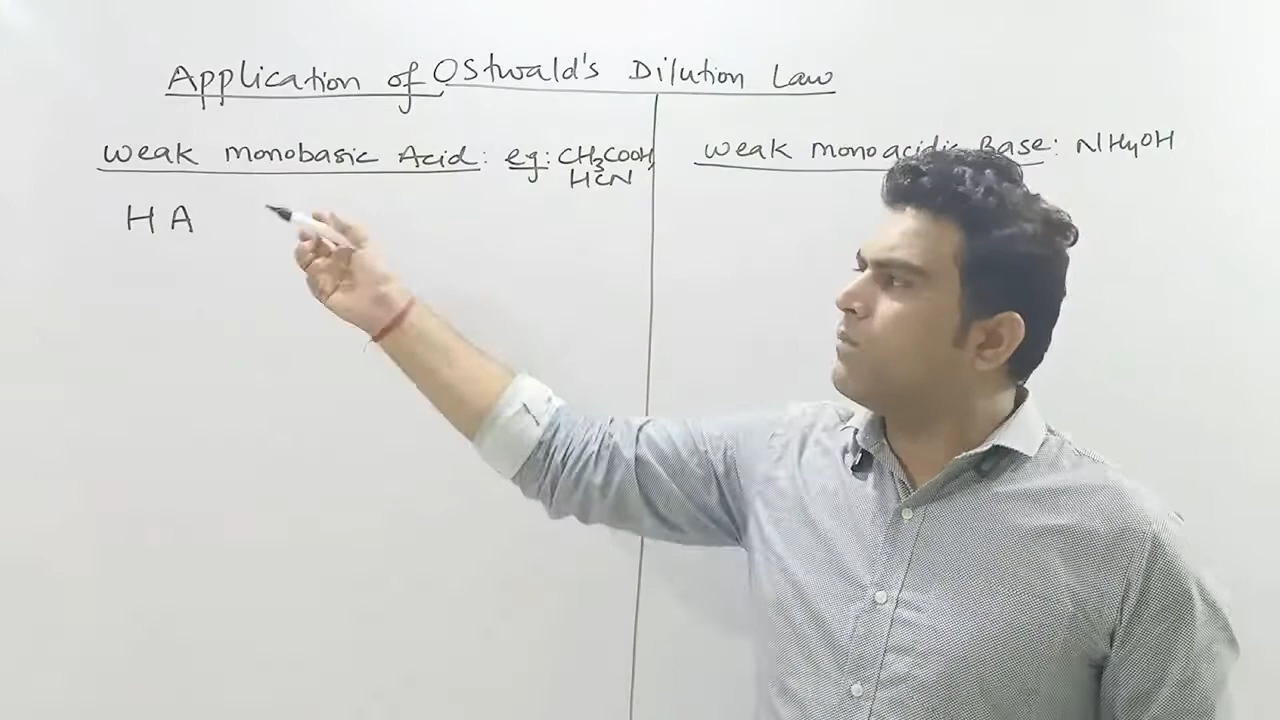 Application of Ostwald's Dilution Law
Weak monobasic Acid: eg: CH3COOH,
HCN
HA
Weak monoacidic Base: NH4OH